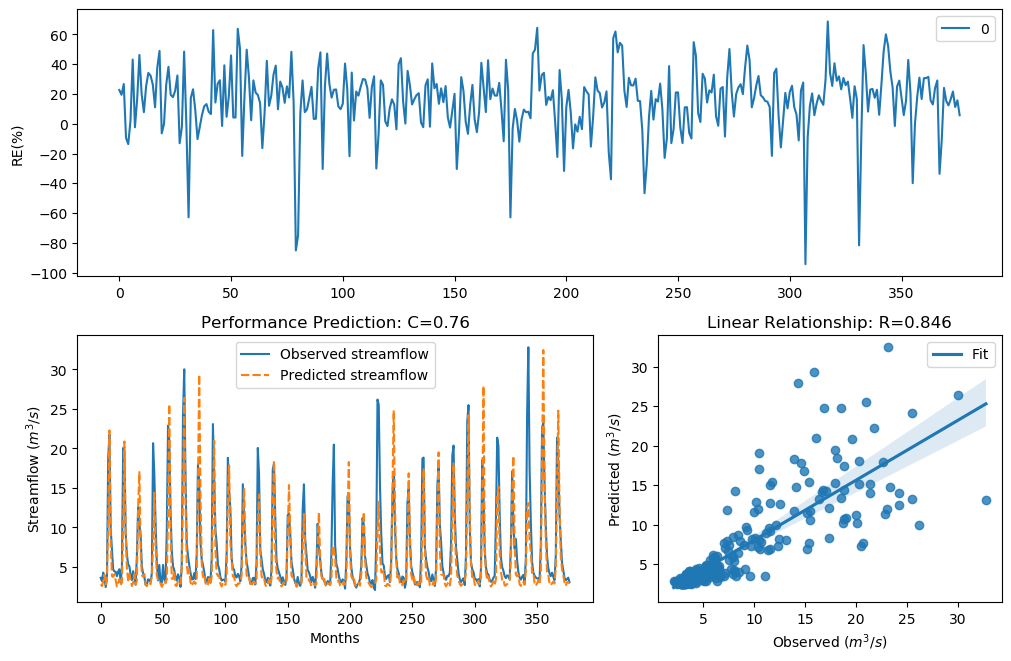 RE(%)
60
40
20
0
−20
−40
−60
−80
−100
0 50 100 150 200 250 300 350
0
Performance Prediction: C=0.76
Streamflow (m³/s)
30
25
20
15
10
5
Observed streamflow
Predicted streamflow
0 50 100 150 200 250 300 350
Months
Linear Relationship: R=0.846
Predicted (m³/s)
30
25
20
15
10
5
Fit
5 10 15 20 25 30
Observed (m³/s)